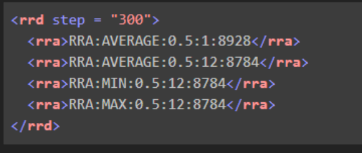 <rrd step = "300">
  <rra>RRA:AVERAGE:0.5:1:8928</rra>
  <rra>RRA:AVERAGE:0.5:12:8784</rra>
  <rra>RRA:MIN:0.5:12:8784</rra>
  <rra>RRA:MAX:0.5:12:8784</rra>
</rrd>